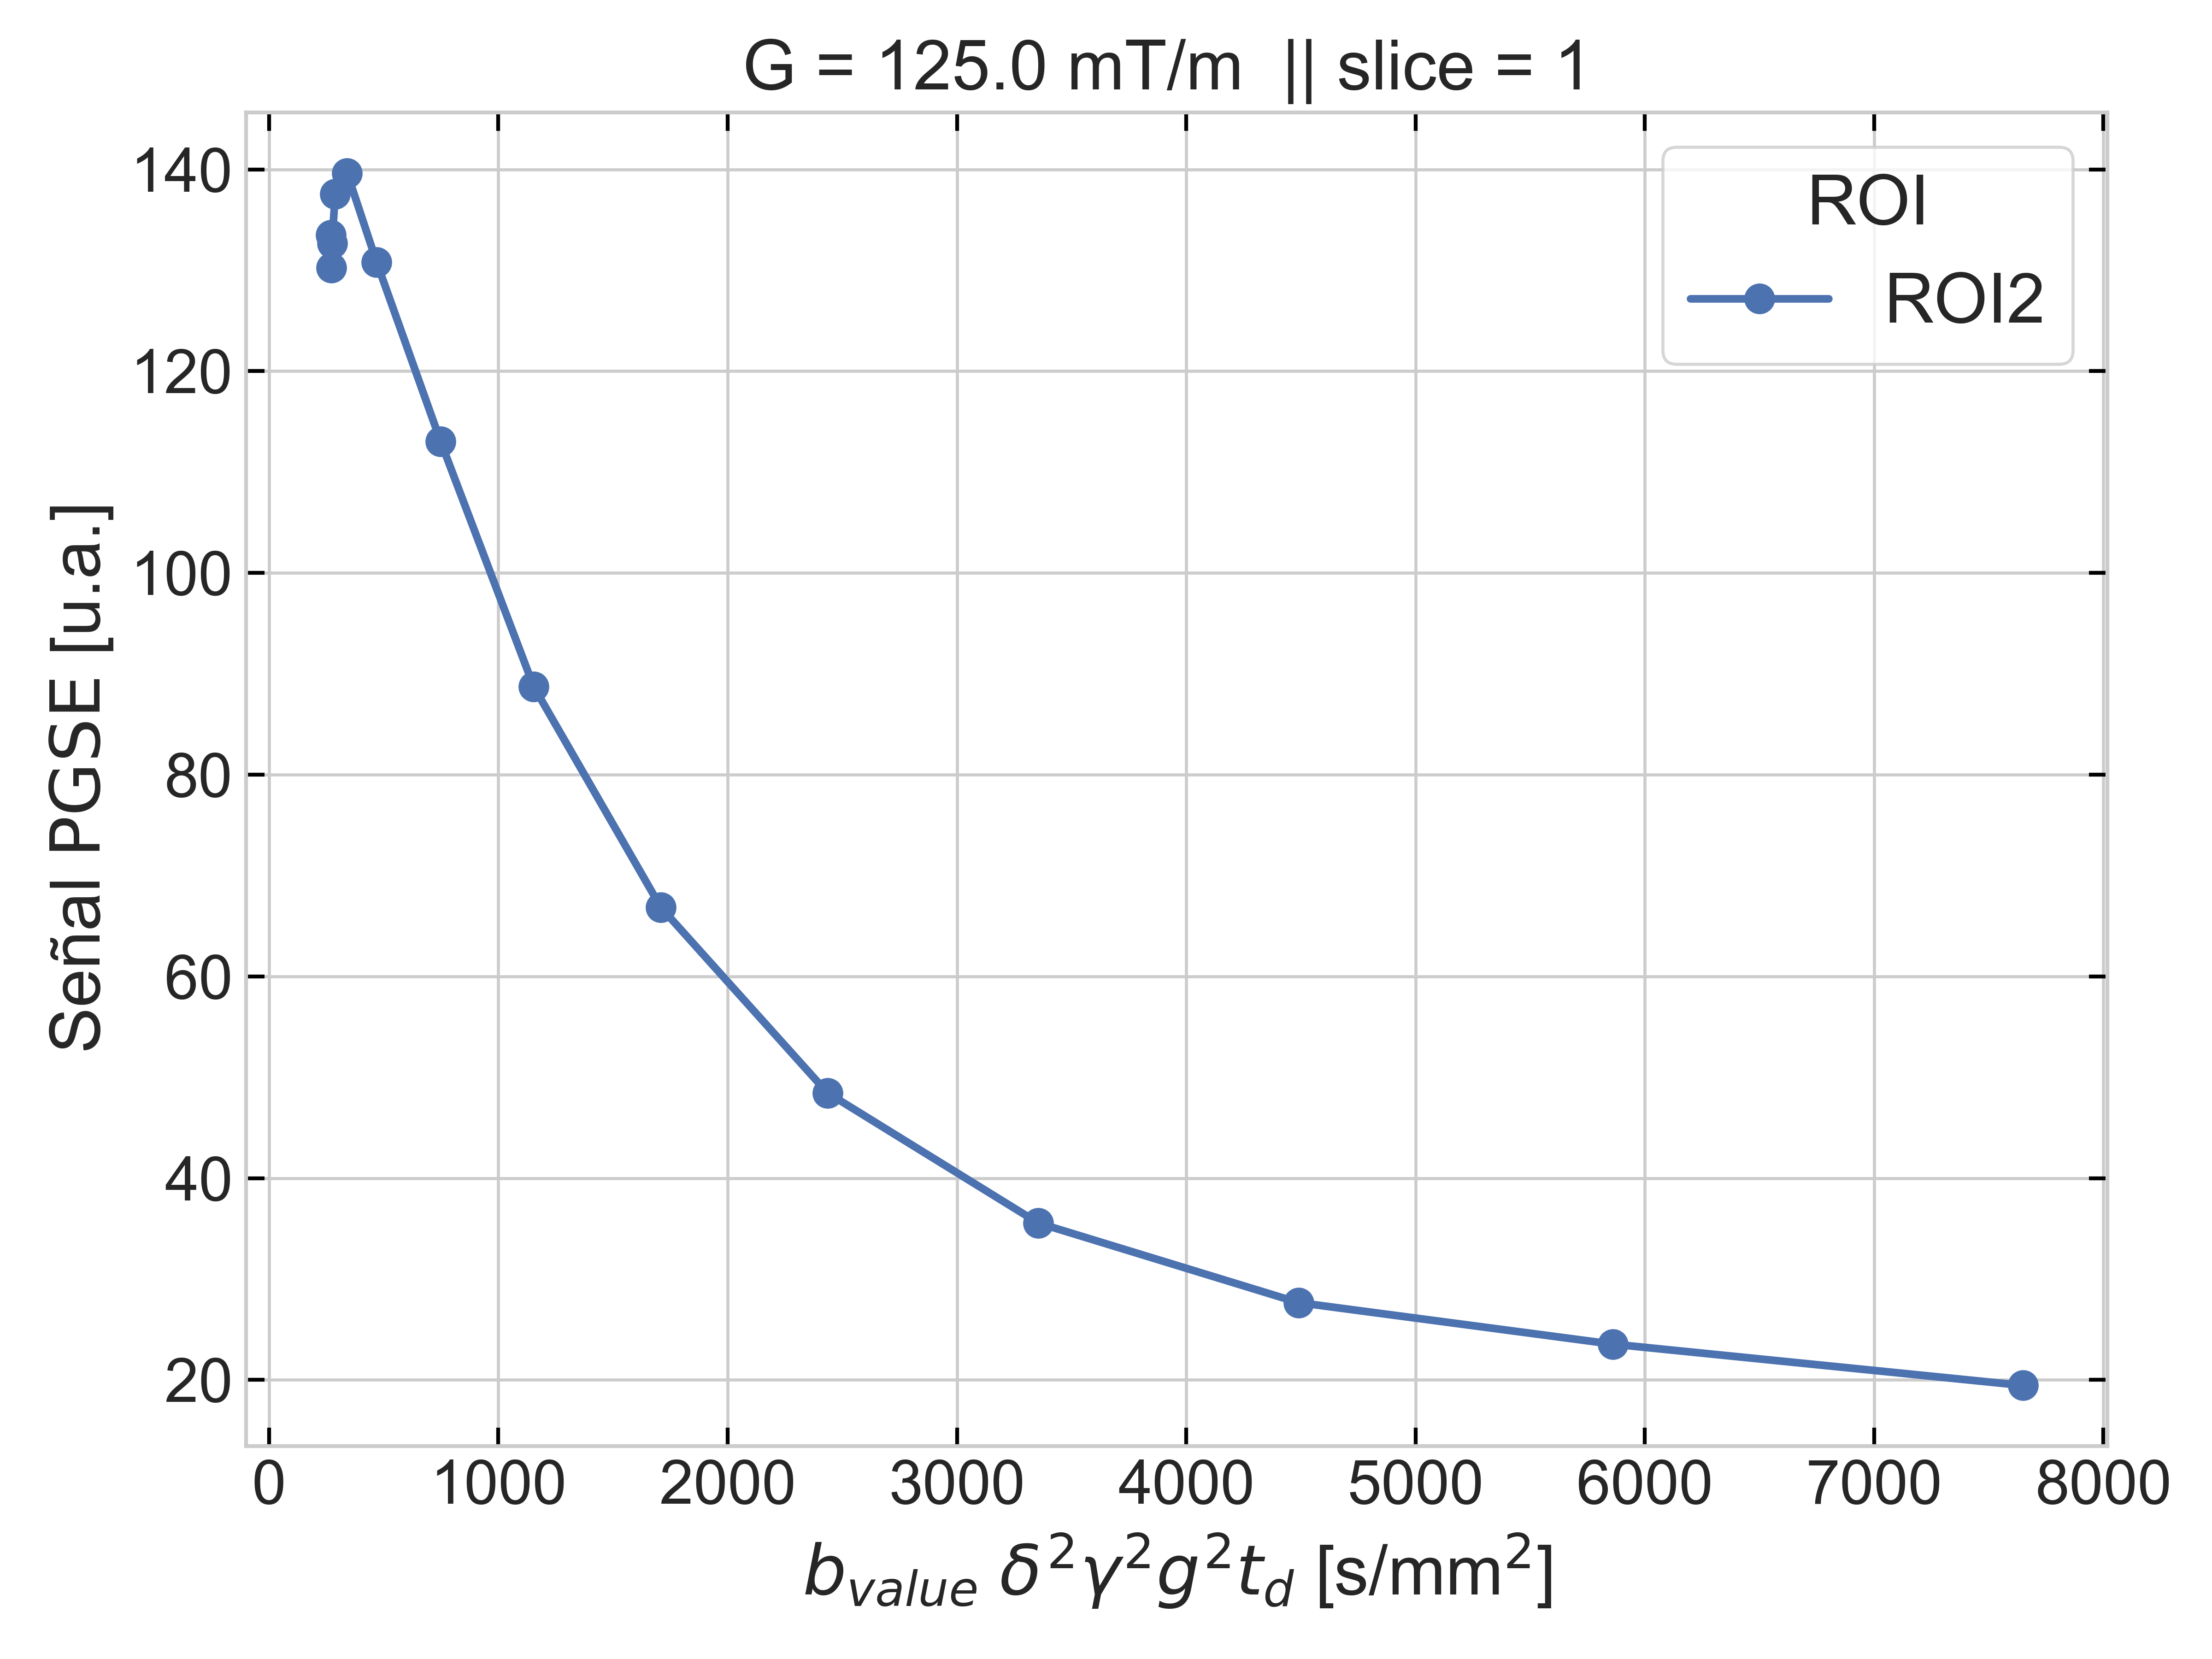 G = 125.0 mT/m || slice = 1
ROI
ROI2
Señal PGSE [u.a.]
140
120
100
80
60
40
20
0 1000 2000 3000 4000 5000 6000 7000 8000
b_value δ²γ²g²t_d [s/mm²]